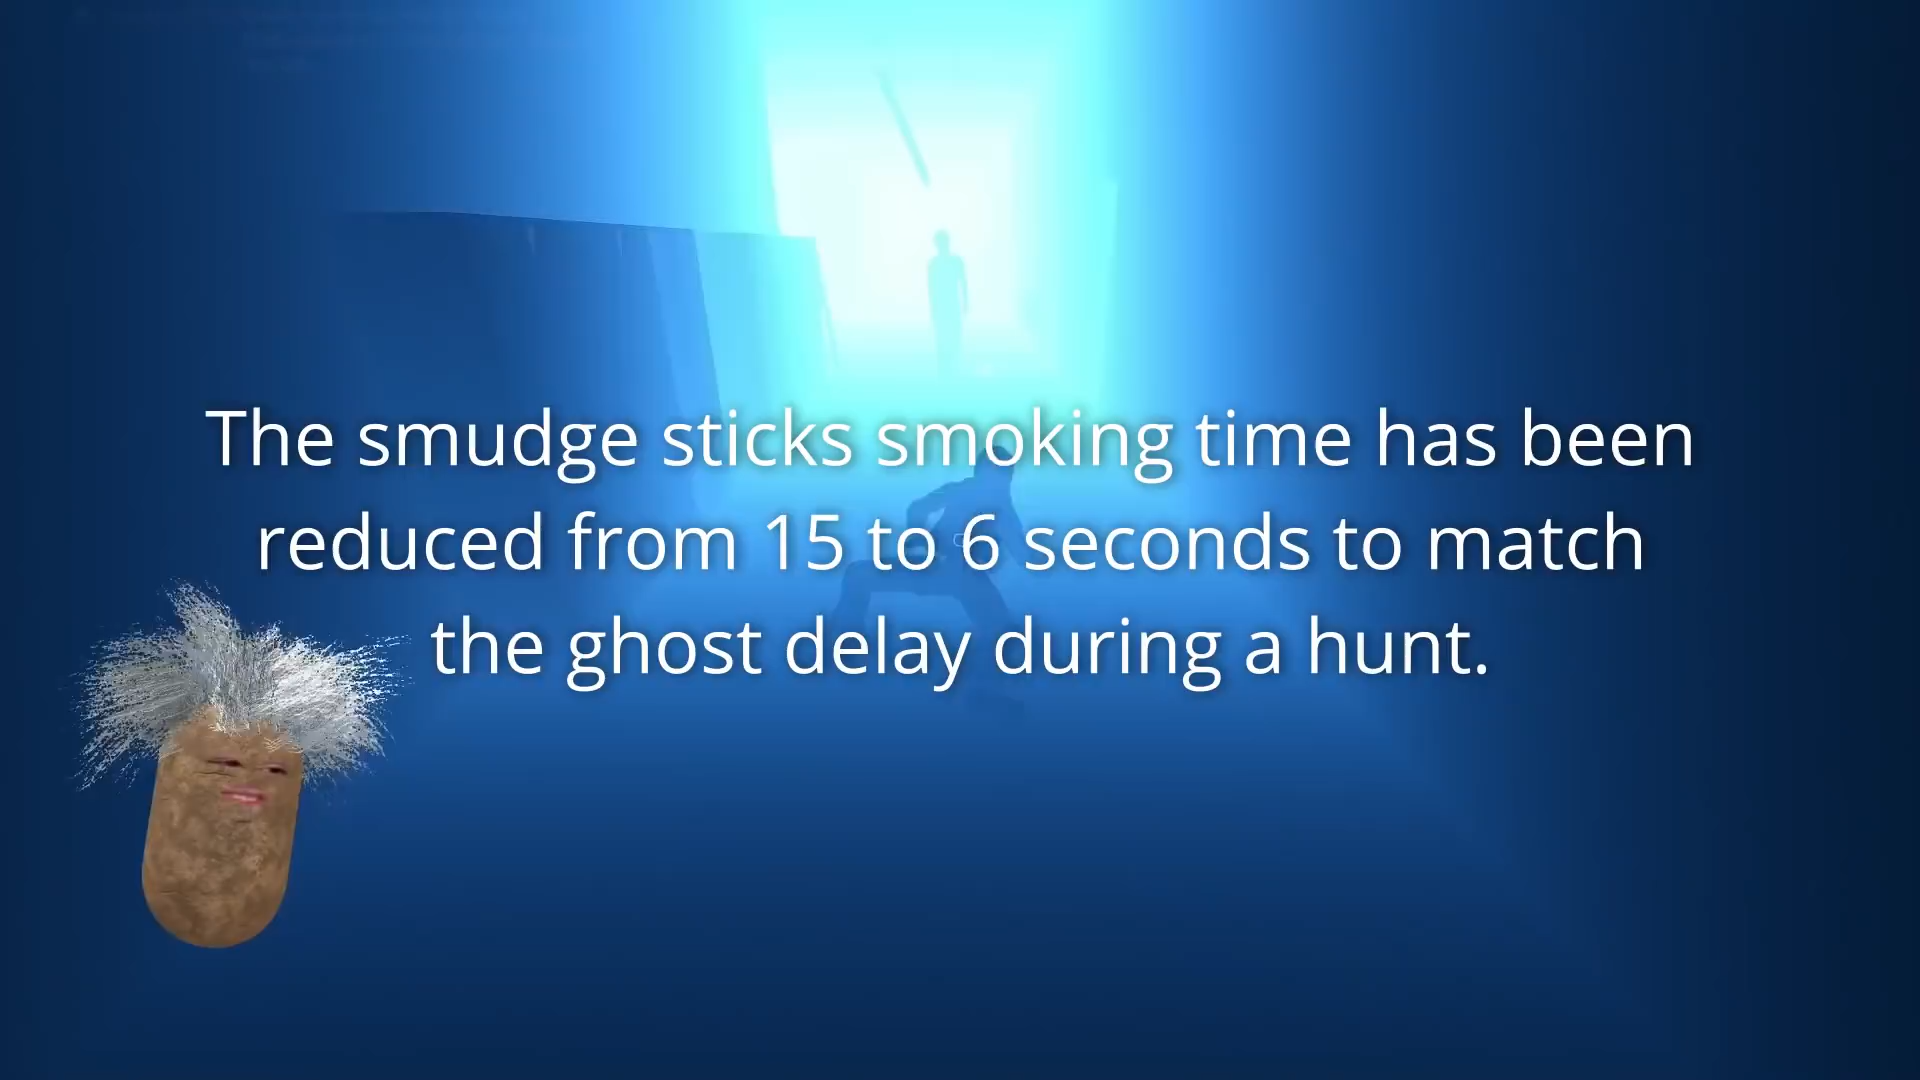 The smudge sticks smoking time has been
reduced from 15 to 6 seconds to match
the ghost delay during a hunt.